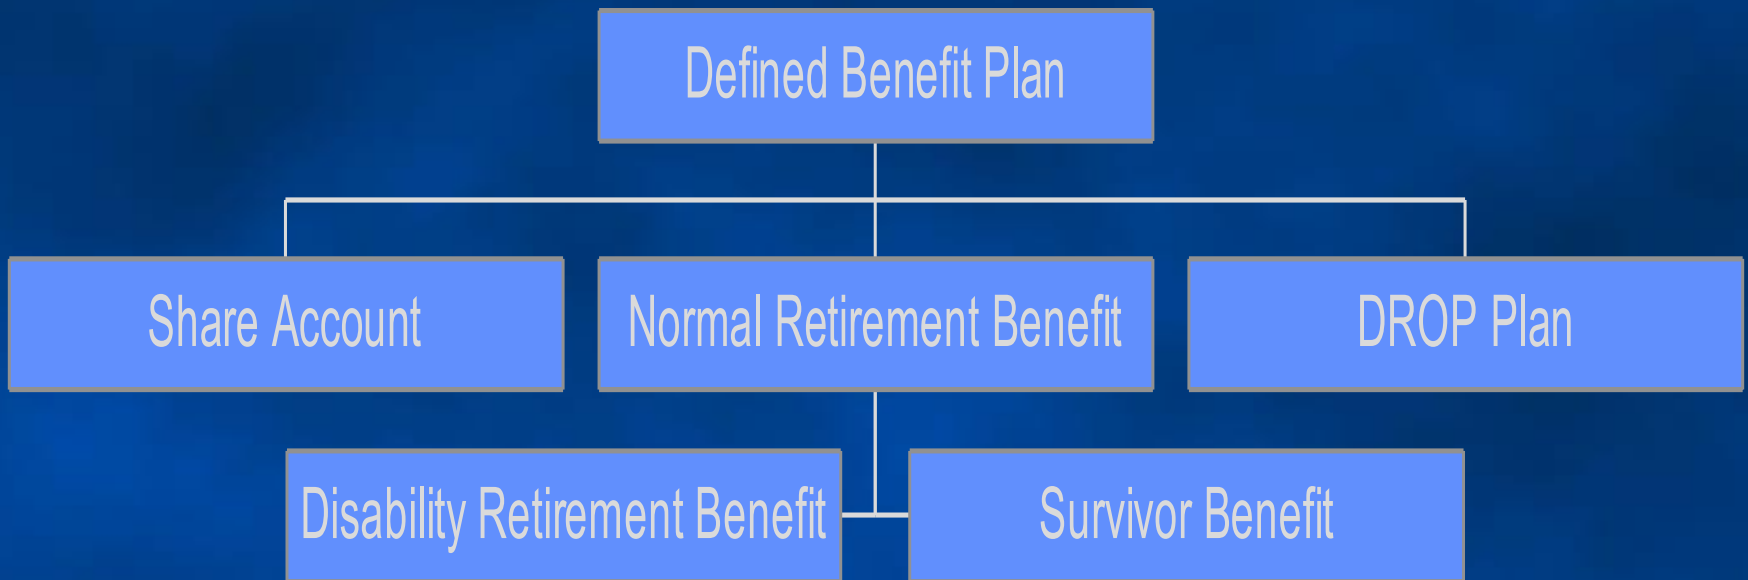 Defined Benefit Plan
Share Account
Normal Retirement Benefit
DROP Plan
Disability Retirement Benefit
Survivor Benefit